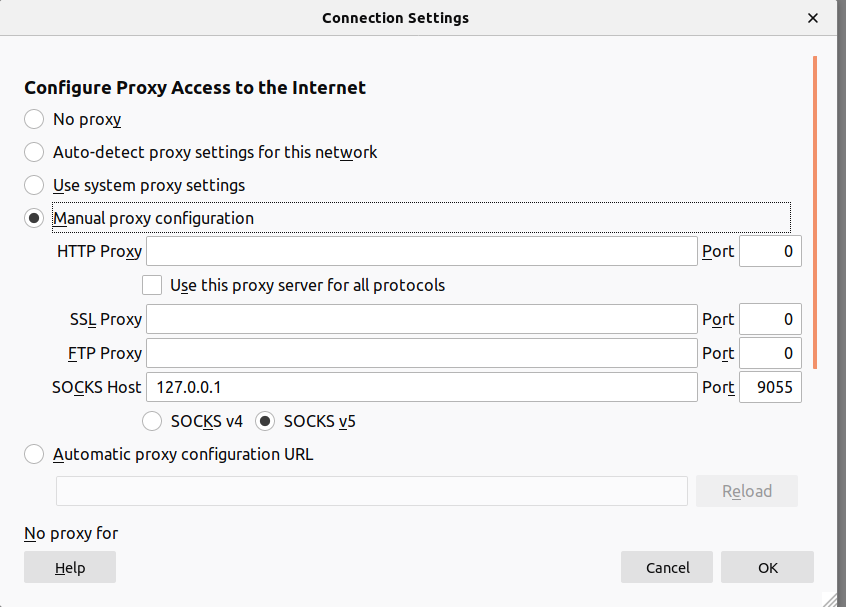 Connection Settings
Configure Proxy Access to the Internet
No proxy
Auto-detect proxy settings for this network
Use system proxy settings
Manual proxy configuration
HTTP Proxy Port 0
Use this proxy server for all protocols
SSL Proxy Port 0
FTP Proxy Port 0
SOCKS Host 127.0.0.1 Port 9055
SOCKS v4 SOCKS v5
Automatic proxy configuration URL
Reload
No proxy for
Help Cancel OK